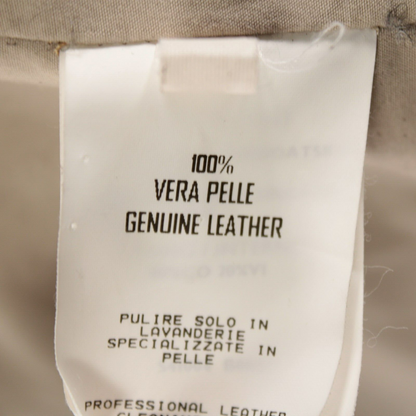 100%
VERA PELLE
GENUINE LEATHER
PULIRE SOLO IN
LAVANDERIE
SPECIALIZZATE IN
PELLE
PROFESSIONAL LEATHER